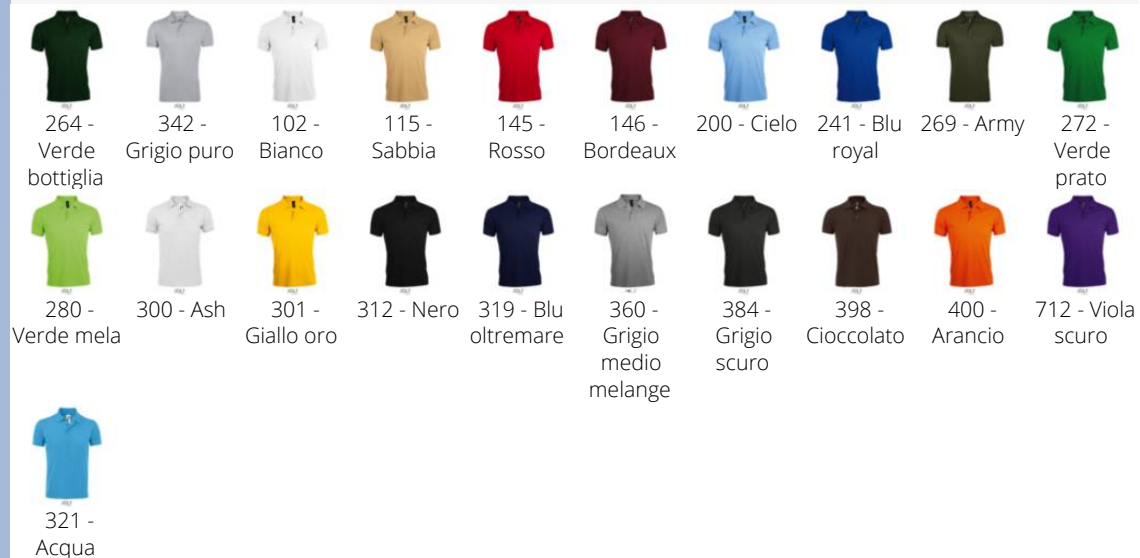 264 -
Verde
bottiglia
342 -
Grigio puro
102 -
Bianco
115 -
Sabbia
145 -
Rosso
146 -
Bordeaux
200 - Cielo
241 - Blu
royal
269 - Army
272 -
Verde
prato
280 -
Verde mela
300 - Ash
301 -
Giallo oro
312 - Nero
319 - Blu
oltremare
360 -
Grigio
medio
melange
384 -
Grigio
scuro
398 -
Cioccolato
400 -
Arancio
712 - Viola
scuro
321 -
Acqua